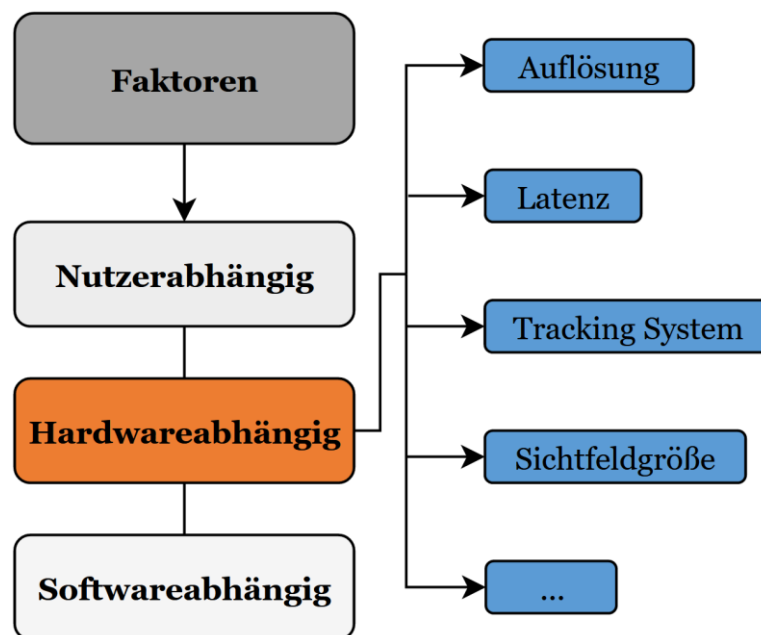 Faktoren
Nutzerabhängig
Hardwareabhängig
Softwareabhängig
Auflösung
Latenz
Tracking System
Sichtfeldgröße
...